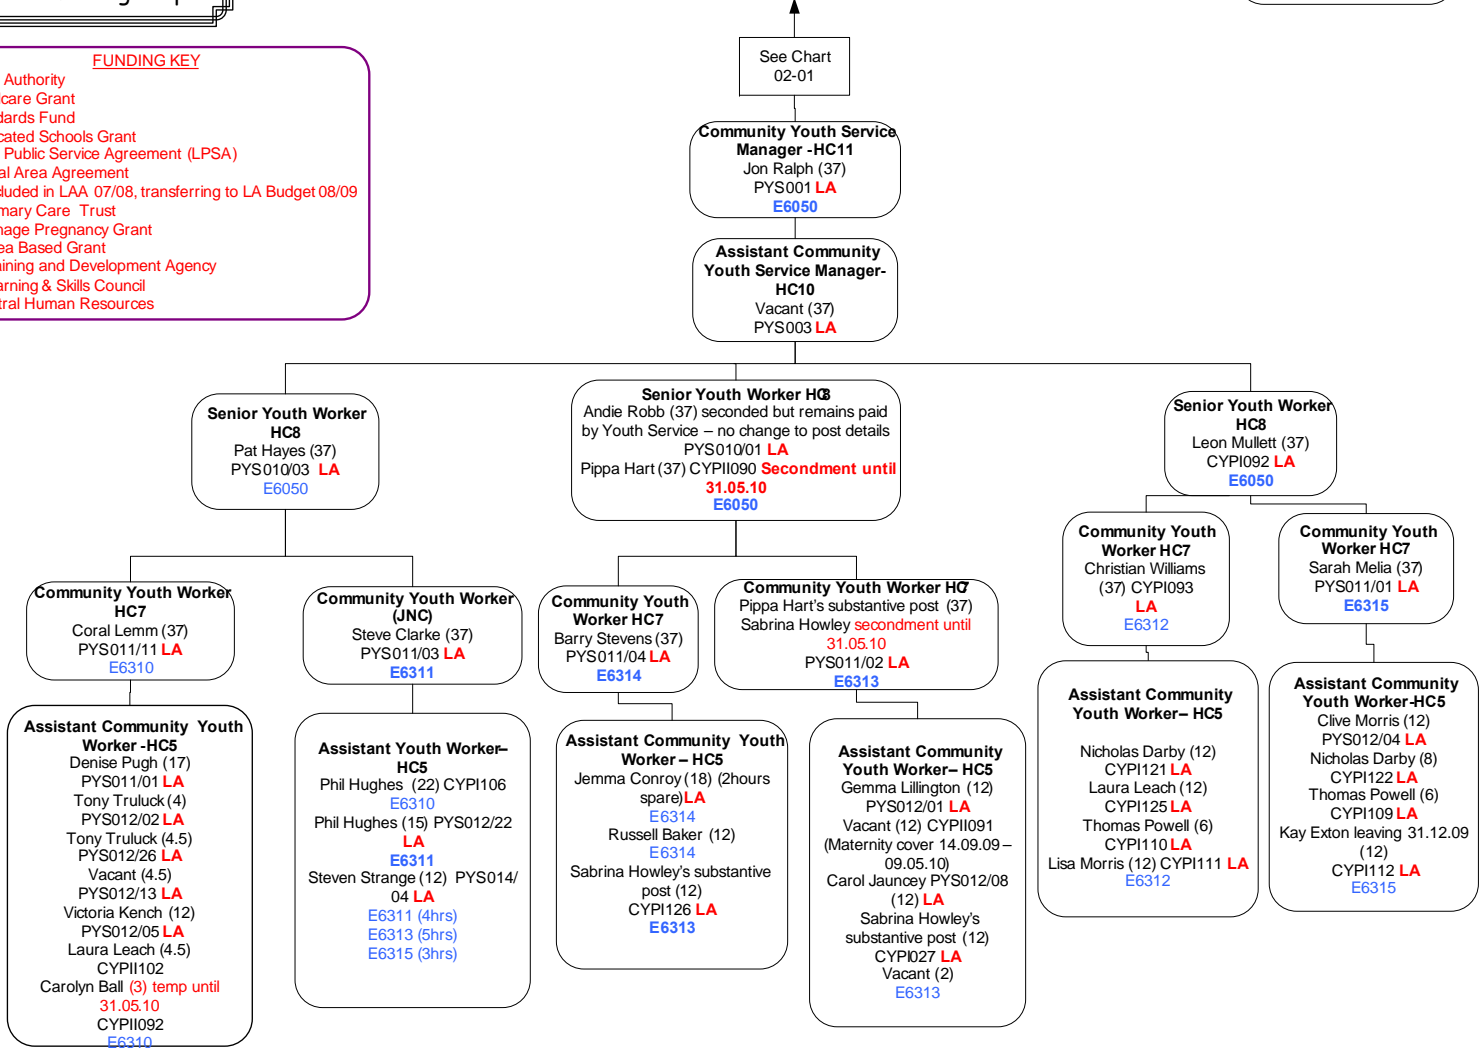 See Chart
02-01
FUNDING KEY
Authority
care Grant
dards Fund
cated Schools Grant
Public Service Agreement (LPSA)
al Area Agreement
cluded in LAA 07/08, transferring to LA Budget 08/09
mary Care Trust
nage Pregnancy Grant
ea Based Grant
aining and Development Agency
arning & Skills Council
tral Human Resources
Community Youth Service
Manager -HC11
Jon Ralph (37)
PYS001 LA
E6050
Assistant Community
Youth Service Manager-
HC10
Vacant (37)
PYS003 LA
Senior Youth Worker
HC8
Pat Hayes (37)
PYS010/03 LA
E6050
Senior Youth Worker HC8
Andie Robb (37) seconded but remains paid
by Youth Service – no change to post details
PYS010/01 LA
Pippa Hart (37) CYPII090 Secondment until
31.05.10
E6050
Senior Youth Worker
HC8
Leon Mullett (37)
CYPI092 LA
E6050
Community Youth Worker
HC7
Coral Lemm (37)
PYS011/11 LA
E6310
Community Youth Worker
(JNC)
Steve Clarke (37)
PYS011/03 LA
E6311
Community Youth
Worker HC7
Barry Stevens (37)
PYS011/04 LA
E6314
Community Youth Worker HC7
Pippa Hart's substantive post (37)
Sabrina Howley secondment until
31.05.10
PYS011/02 LA
E6313
Community Youth
Worker HC7
Christian Williams
(37) CYPI093
LA
E6312
Community Youth
Worker HC7
Sarah Melia (37)
PYS011/01 LA
E6315
Assistant Community Youth
Worker -HC5
Denise Pugh (17)
PYS011/01 LA
Tony Truluck (4)
PYS012/02 LA
Tony Truluck (4.5)
PYS012/26 LA
Vacant (4.5)
PYS012/13 LA
Victoria Kench (12)
PYS012/05 LA
Laura Leach (4.5)
CYPII102
Carolyn Ball (3) temp until
31.05.10
CYPII092
E6310
Assistant Youth Worker–
HC5
Phil Hughes (22) CYPI106
E6310
Phil Hughes (15) PYS012/22
LA
E6311
Steven Strange (12) PYS014/
04 LA
E6311 (4hrs)
E6313 (5hrs)
E6315 (3hrs)
Assistant Community Youth
Worker – HC5
Jemma Conroy (18) (2hours
spare)LA
E6314
Russell Baker (12)
E6314
Sabrina Howley's substantive
post (12)
CYPI126 LA
E6313
Assistant Community
Youth Worker– HC5
Gemma Lillington (12)
PYS012/01 LA
Vacant (12) CYPII091
(Maternity cover 14.09.09 –
09.05.10)
Carol Jauncey PYS012/08
(12) LA
Sabrina Howley's
substantive post (12)
CYPI027 LA
Vacant (2)
E6313
Assistant Community
Youth Worker– HC5
Nicholas Darby (12)
CYPI121 LA
Laura Leach (12)
CYPI125 LA
Thomas Powell (6)
CYPI110 LA
Lisa Morris (12) CYPI111 LA
E6312
Assistant Community
Youth Worker-HC5
Clive Morris (12)
PYS012/04 LA
Nicholas Darby (8)
CYPI122 LA
Thomas Powell (6)
CYPI109 LA
Kay Exton leaving 31.12.09
(12)
CYPI112 LA
E6315